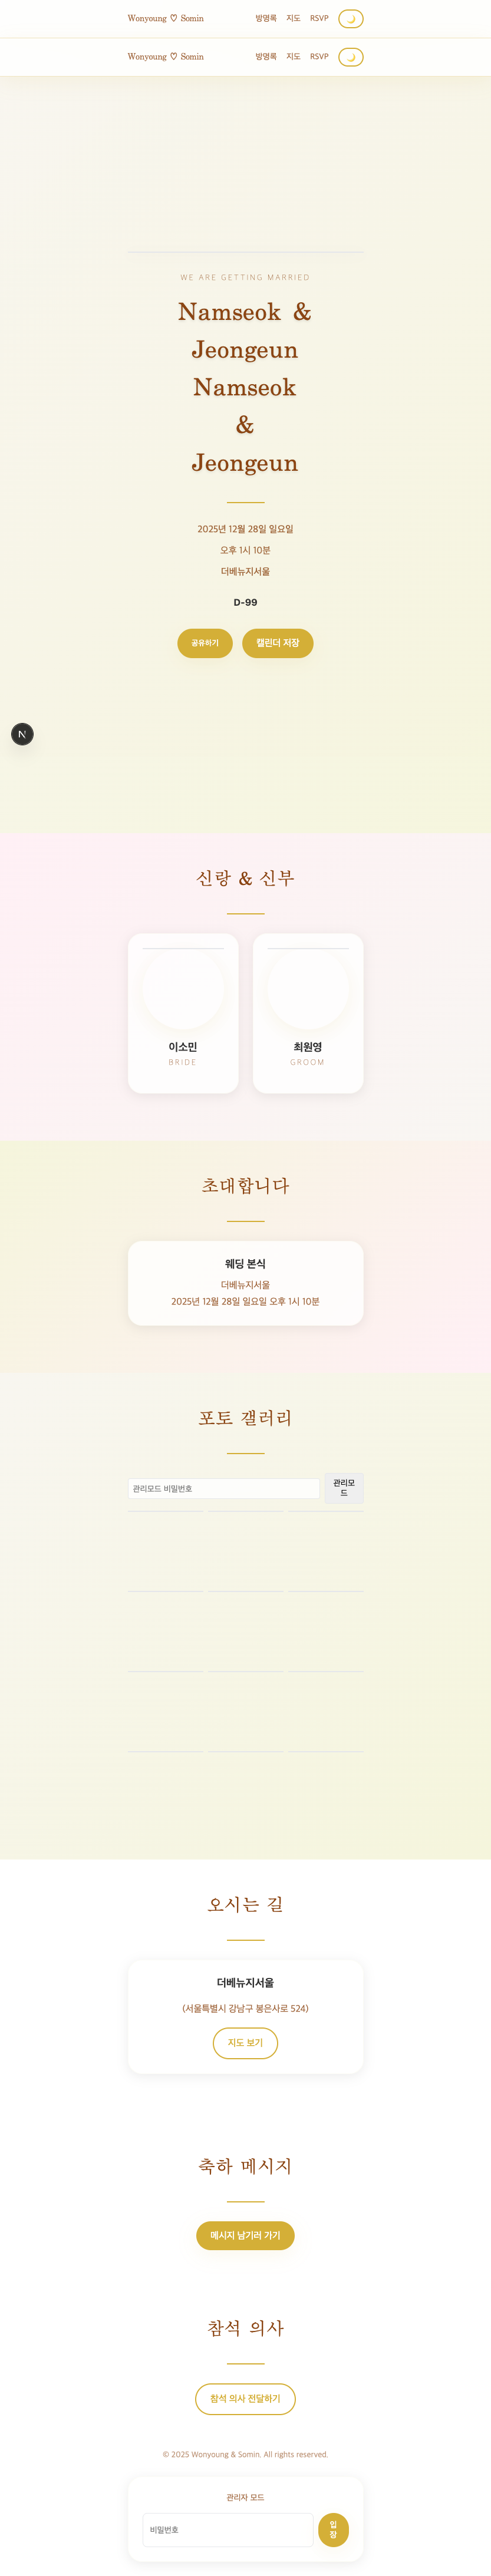 Wonyoung ♡ Somin 방명록 지도 RSVP 🌙
Wonyoung ♡ Somin 방명록 지도 RSVP 🌙
WE ARE GETTING MARRIED
Namseok &
Jeongeun
Namseok
&
Jeongeun
2025년 12월 28일 일요일
오후 1시 10분
더베뉴지서울
D-99
공유하기 캘린더 저장
N
신랑 & 신부
이소민 최원영
BRIDE GROOM
초대합니다
웨딩 본식
더베뉴지서울
2025년 12월 28일 일요일 오후 1시 10분
포토 갤러리
관리모드 비밀번호 관리모
드
오시는 길
더베뉴지서울
(서울특별시 강남구 봉은사로 524)
지도 보기
축하 메시지
메시지 남기러 가기
참석 의사
참석 의사 전달하기
© 2025 Wonyoung & Somin. All rights reserved.
관리자 모드
비밀번호 입
장